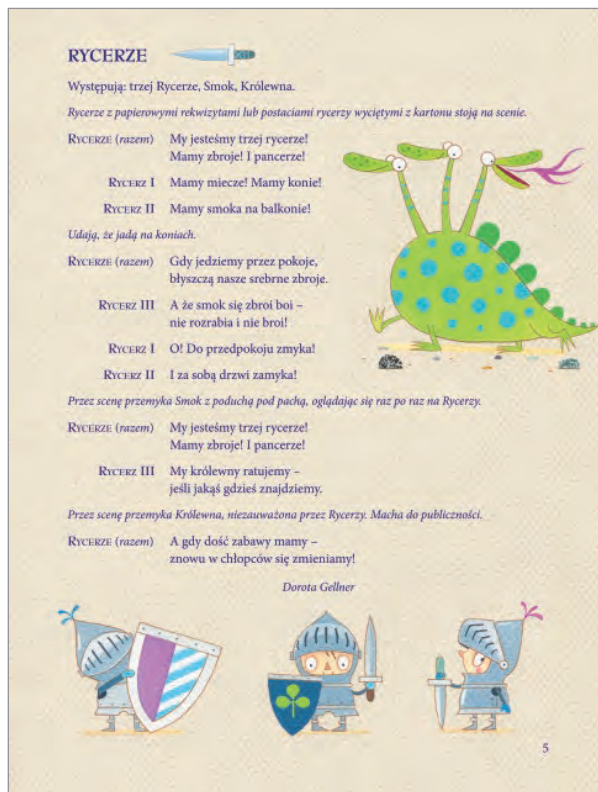 RYCERZE
Występują: trzej Rycerze, Smok, Królewna.
Rycerze z papierowymi rekwizytami lub postaciami rycerzy wyciętymi z kartonu stoją na scenie.
RYCERZE (razem) My jesteśmy trzej rycerze!
Mamy zbroje! I pancerze!
RYCERZ I Mamy miecze! Mamy konie!
RYCERZ II Mamy smoka na balkonie!
Udają, że jadą na koniach.
RYCERZE (razem) Gdy jedziemy przez pokoje,
błyszczą nasze srebrne zbroje.
RYCERZ III A że smok się zbroi boi –
nie rozrabia i nie broi!
RYCERZ I O! Do przedpokoju zmyka!
RYCERZ II I za sobą drzwi zamyka!
Przez scenę przemyka Smok z poduchą pod pachą, oglądając się raz po raz na Rycerzy.
RYCERZE (razem) My jesteśmy trzej rycerze!
Mamy zbroje! I pancerze!
RYCERZ III My królewny ratujemy –
jeśli jakąś gdzieś znajdziemy.
Przez scenę przemyka Królewna, niezauważona przez Rycerzy. Macha do publiczności.
RYCERZE (razem) A gdy dość zabawy mamy –
znowu w chłopców się zmieniamy!
Dorota Gellner
5